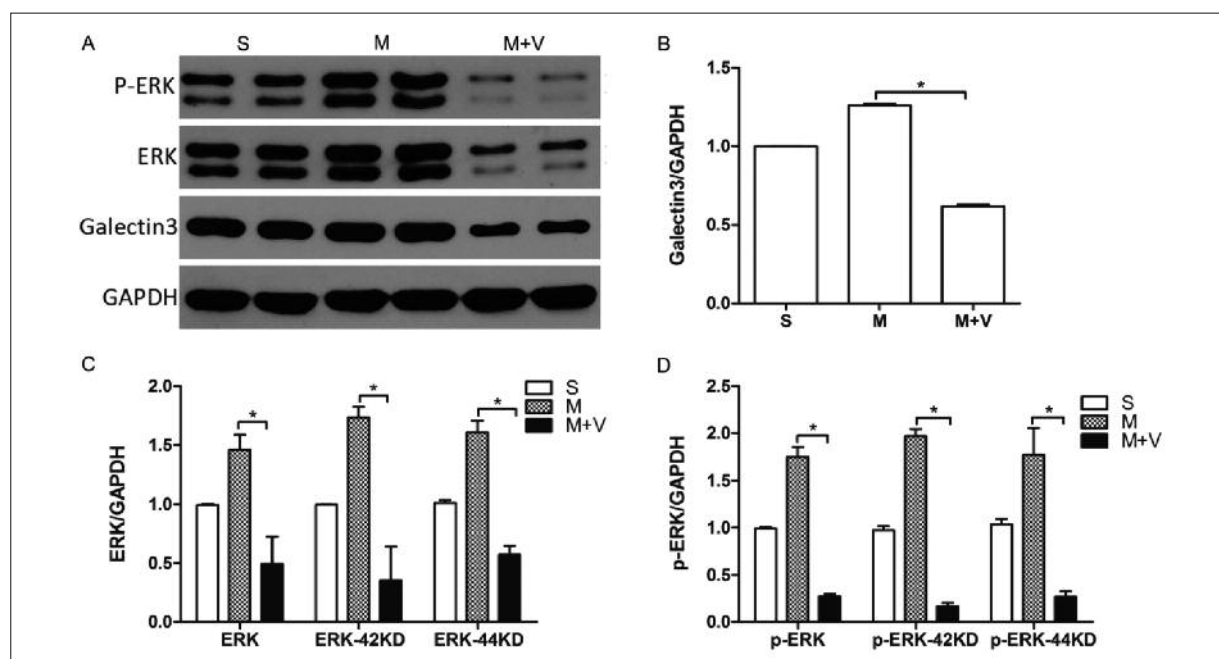 A
S M M+V
P-ERK
ERK
Galectin3
GAPDH
B
Galectin3/GAPDH
1.5
1.0
0.5
0.0
*
S M M+V
C
ERK/GAPDH
2.0
1.5
1.0
0.5
0.0
* * *
S
M
M+V
ERK ERK-42KD ERK-44KD
D
p-ERK/GAPDH
2.5
2.0
1.5
1.0
0.5
0.0
* * *
S
M
M+V
p-ERK p-ERK-42KD p-ERK-44KD